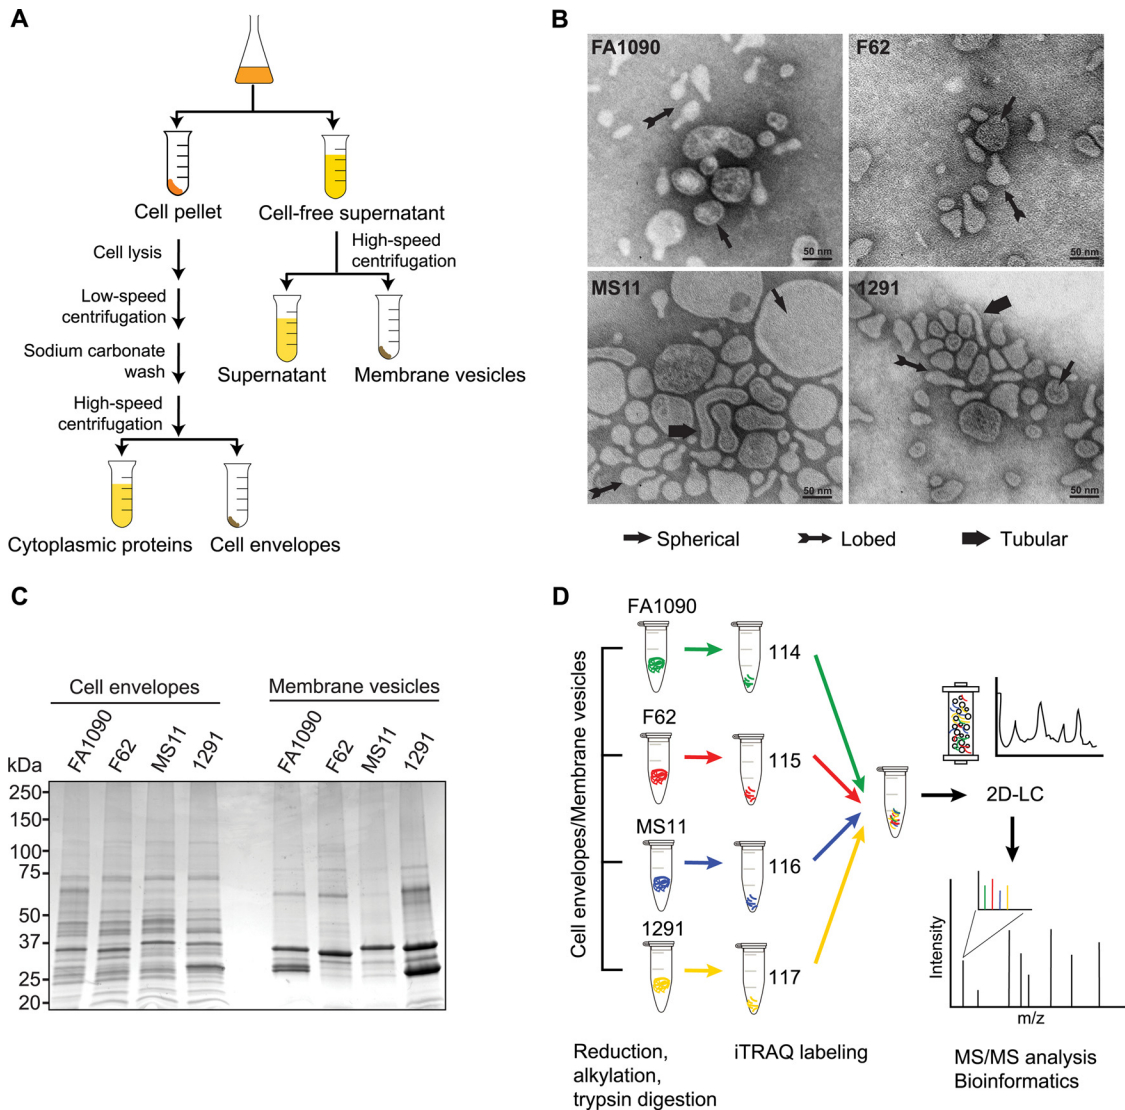 A
Cell pellet
Cell-free supernatant
Cell lysis
High-speed
centrifugation
Low-speed
centrifugation
Sodium carbonate
wash
Supernatant
Membrane vesicles
High-speed
centrifugation
Cytoplasmic proteins
Cell envelopes
B
FA1090
50 nm
F62
50 nm
MS11
50 nm
1291
50 nm
Spherical
Lobed
Tubular
C
Cell envelopes
Membrane vesicles
FA1090
F62
MS11
1291
FA1090
F62
MS11
1291
kDa
250
150
100
75
50
37
25
20
D
Cell envelopes/Membrane vesicles
FA1090
114
F62
115
MS11
116
1291
117
2D-LC
Intensity
m/z
Reduction,
alkylation,
trypsin digestion
iTRAQ labeling
MS/MS analysis
Bioinformatics